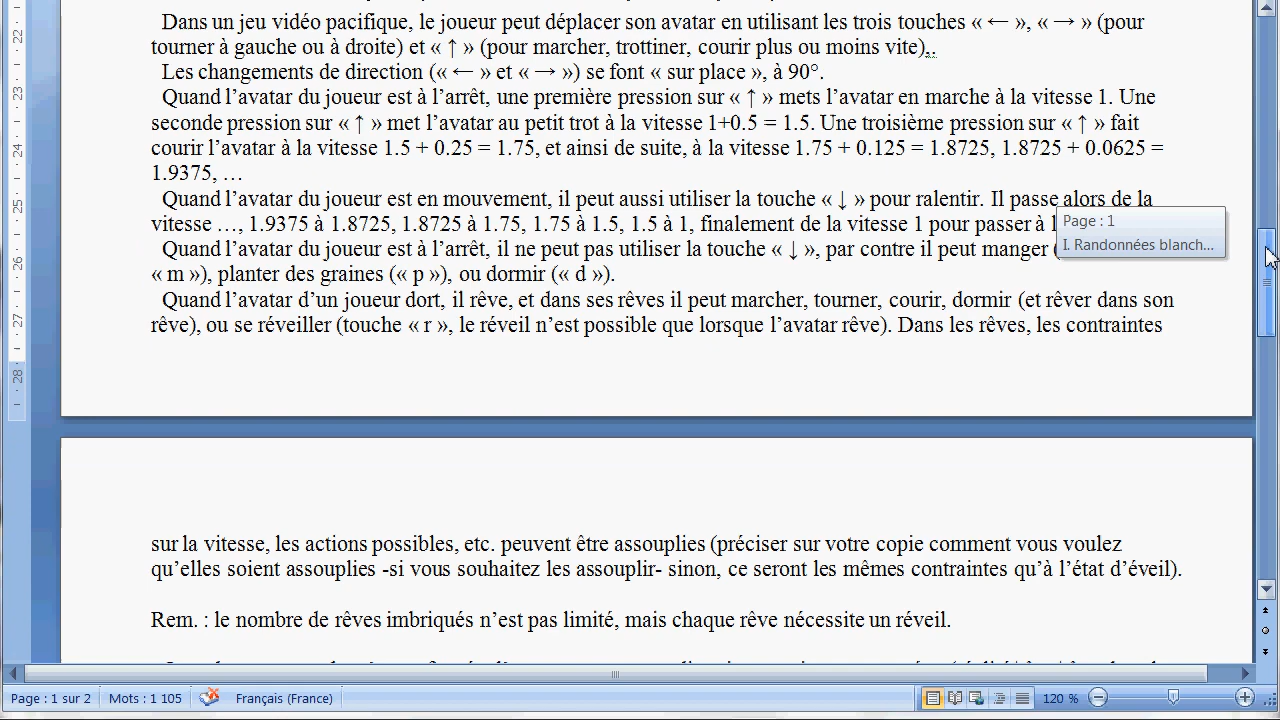 Dans un jeu vidéo pacifique, le joueur peut déplacer son avatar en utilisant les trois touches « ← », « → » (pour
tourner à gauche ou à droite) et « ↑ » (pour marcher, trottiner, courir plus ou moins vite),.
Les changements de direction (« ← » et « → ») se font « sur place », à 90°.
Quand l'avatar du joueur est à l'arrêt, une première pression sur « ↑ » mets l'avatar en marche à la vitesse 1. Une
seconde pression sur « ↑ » met l'avatar au petit trot à la vitesse 1+0.5 = 1.5. Une troisième pression sur « ↑ » fait
courir l'avatar à la vitesse 1.5 + 0.25 = 1.75, et ainsi de suite, à la vitesse 1.75 + 0.125 = 1.8725, 1.8725 + 0.0625 =
1.9375, …
Quand l'avatar du joueur est en mouvement, il peut aussi utiliser la touche « ↓ » pour ralentir. Il passe alors de la
vitesse …, 1.9375 à 1.8725, 1.8725 à 1.75, 1.75 à 1.5, 1.5 à 1, finalement de la vitesse 1 pour passer à
Page : 1
I. Randonnées blanch...
Quand l'avatar du joueur est à l'arrêt, il ne peut pas utiliser la touche « ↓ », par contre il peut manger (
« m »), planter des graines (« p »), ou dormir (« d »).
Quand l'avatar d'un joueur dort, il rêve, et dans ses rêves il peut marcher, tourner, courir, dormir (et rêver dans son
rêve), ou se réveiller (touche « r », le réveil n'est possible que lorsque l'avatar rêve). Dans les rêves, les contraintes
sur la vitesse, les actions possibles, etc. peuvent être assouplies (préciser sur votre copie comment vous voulez
qu'elles soient assouplies -si vous souhaitez les assouplir- sinon, ce seront les mêmes contraintes qu'à l'état d'éveil).
Rem. : le nombre de rêves imbriqués n'est pas limité, mais chaque rêve nécessite un réveil.
22
23
24
25
26
27
28
Page : 1 sur 2
Mots : 1 105
Français (France)
120 %